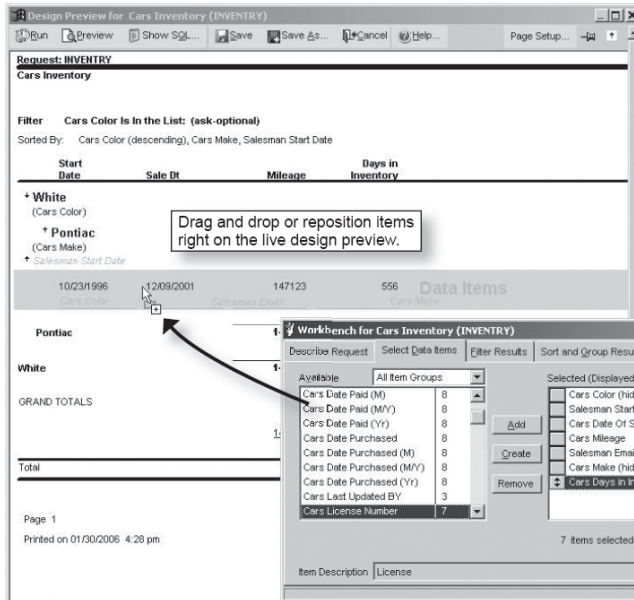 Design Preview for Cars Inventory (INVENTRY)
Run Preview Show SQL... Save Save As... Cancel Help... Page Setup...
Request: INVENTRY
Cars Inventory
Filter Cars Color Is In the List: (ask-optional)
Sorted By: Cars Color (descending), Cars Make, Salesman Start Date
Start Date Sale Dt Mileage Days in Inventory
White
(Cars Color)
Pontiac
(Cars Make)
Salesman Start Date
Drag and drop or reposition items
right on the live design preview.
10/23/1996 12/09/2001 147123 556 Data Items
Cars Color Salesman Email Cars Make
Pontiac
White
GRAND TOTALS
Total
Page 1
Printed on 01/30/2006 4:28 pm
Workbench for Cars Inventory (INVENTRY)
Describe Request Select Data Items Filter Results Sort and Group Resu
Available All Item Groups Selected (Displayed
Cars Date Paid (M) 8
Cars Date Paid (M/Y) 8
Cars Date Paid (Yr) 8
Cars Date Purchased 8
Cars Date Purchased (M) 8
Cars Date Purchased (M/Y) 8
Cars Date Purchased (Yr) 8
Cars Last Updated BY 3
Cars License Number 7
Add
Create
Remove
Cars Color (hid
Salesman Start
Cars Date Of S
Cars Mileage
Salesman Emai
Cars Make (hid
Cars Days in In
7 items selected
Item Description License